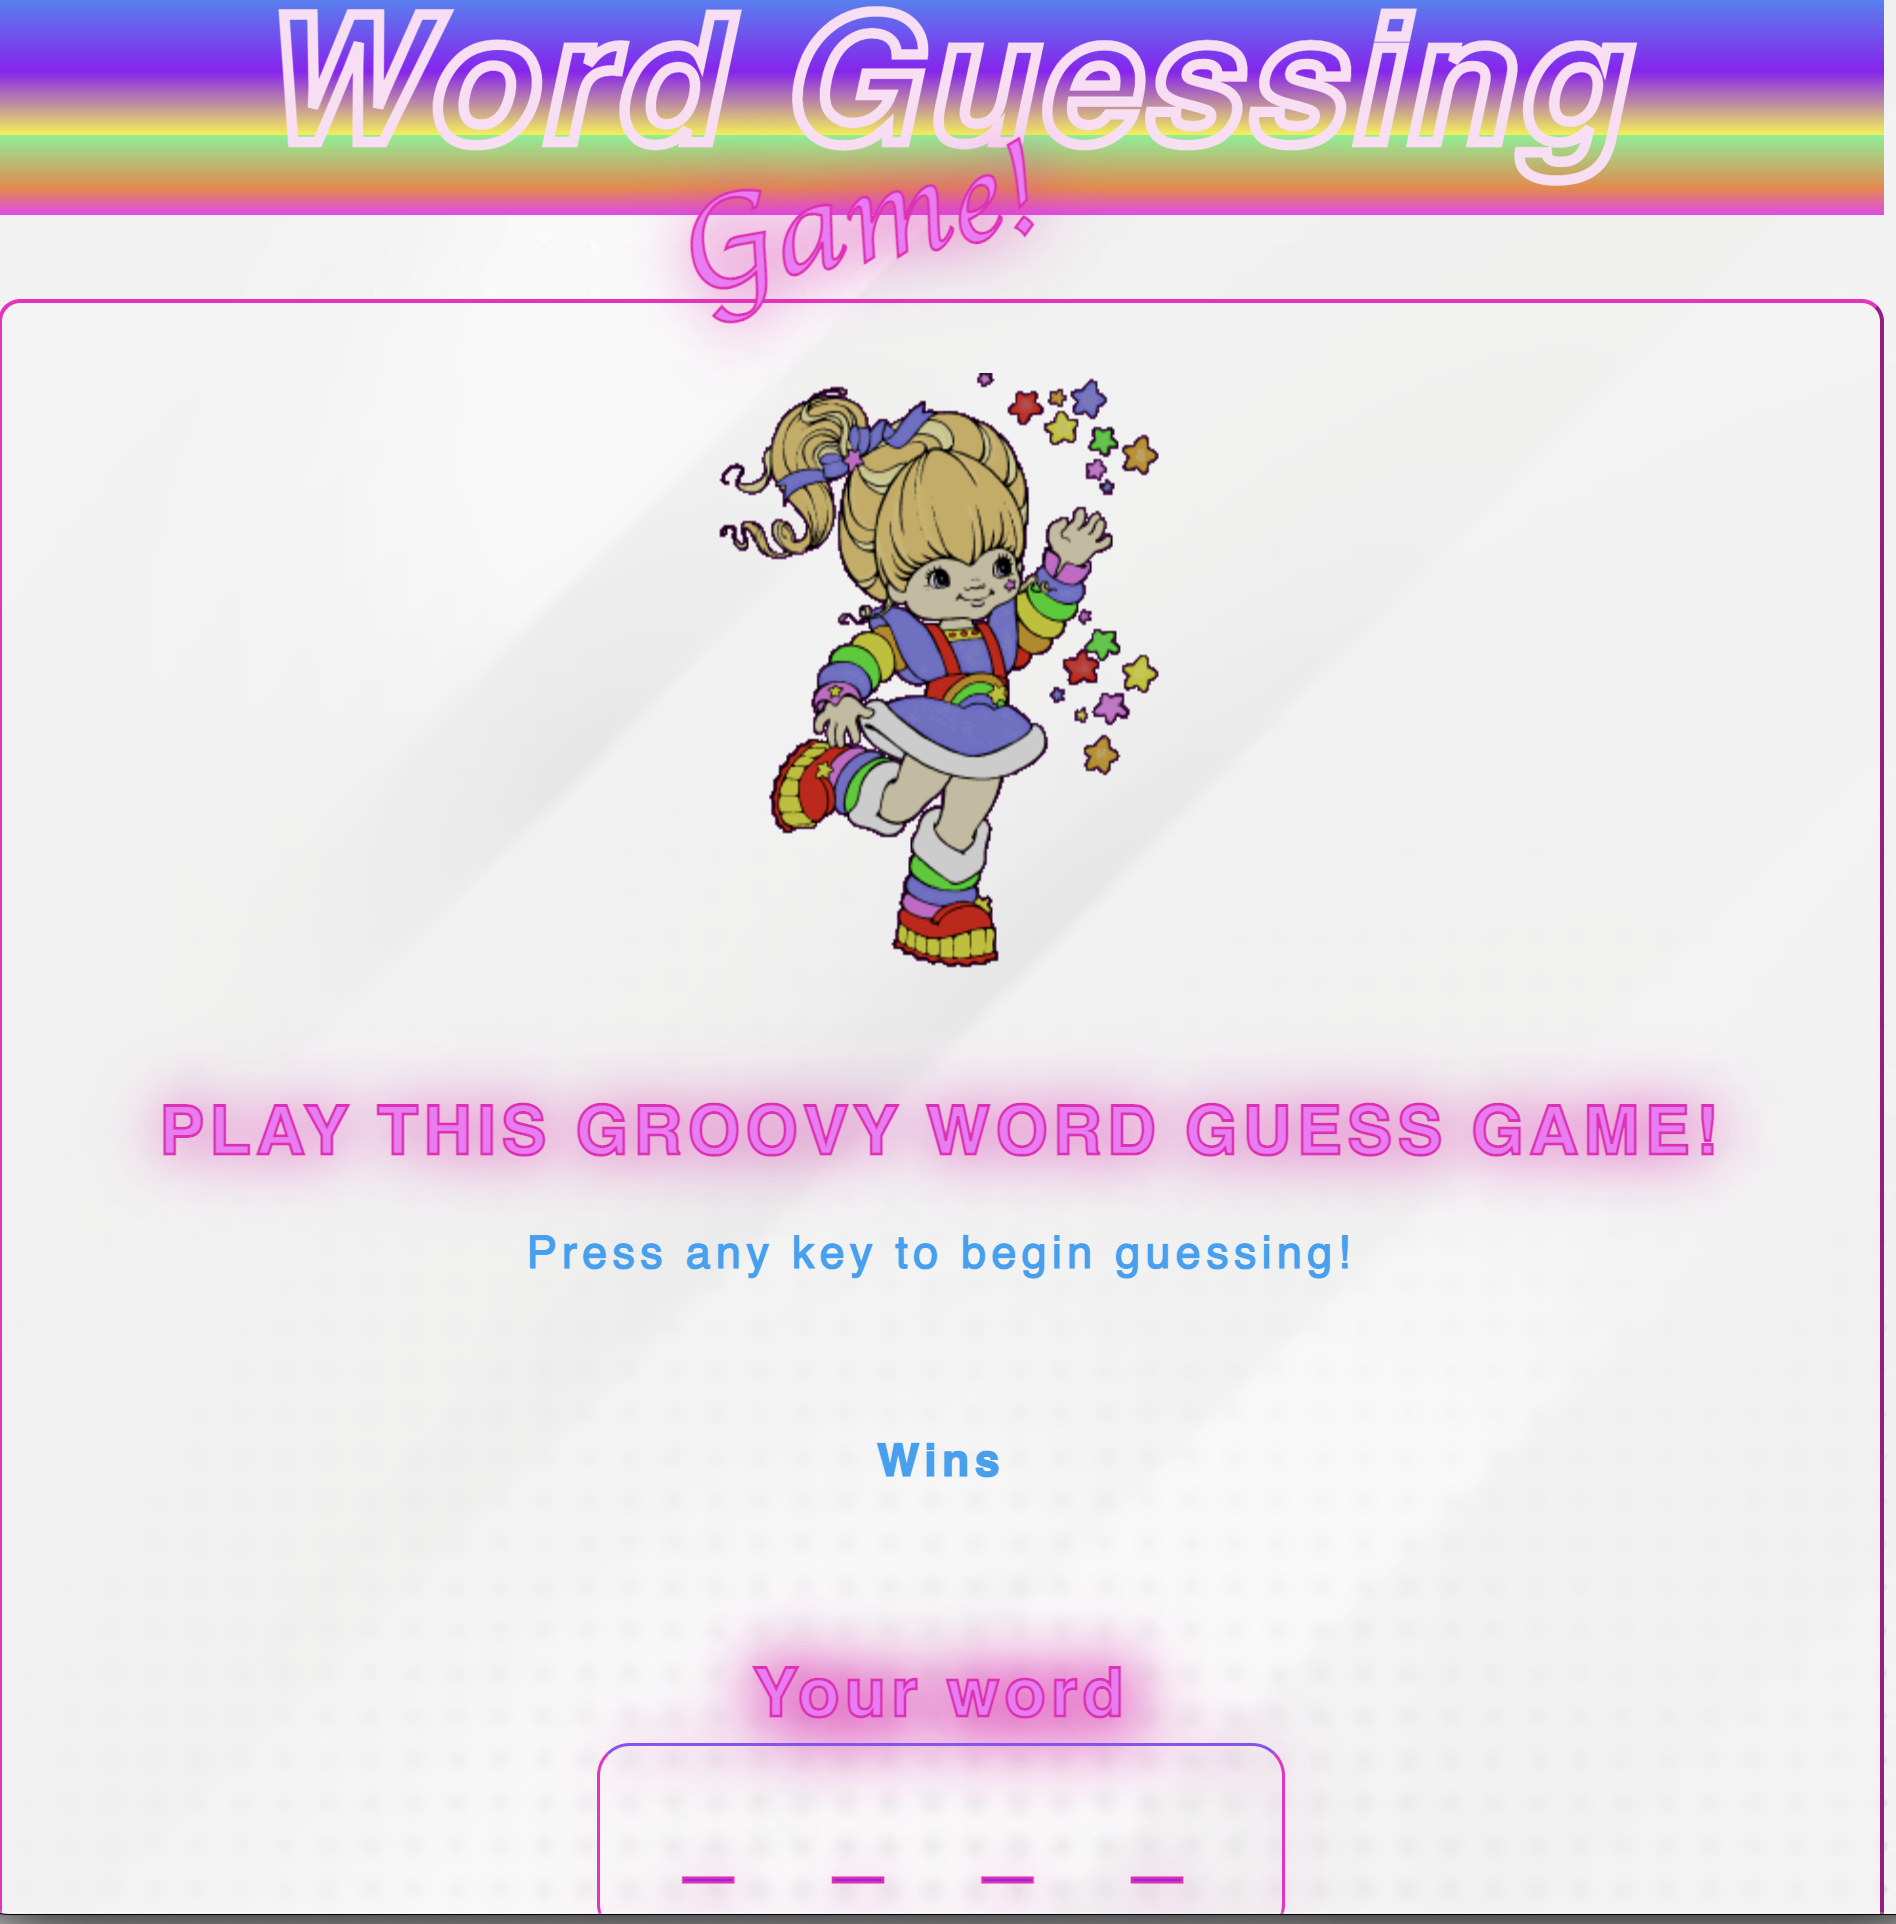 Word Guessing
Game!
PLAY THIS GROOVY WORD GUESS GAME!
Press any key to begin guessing!
Wins
Your word
_ _ _ _